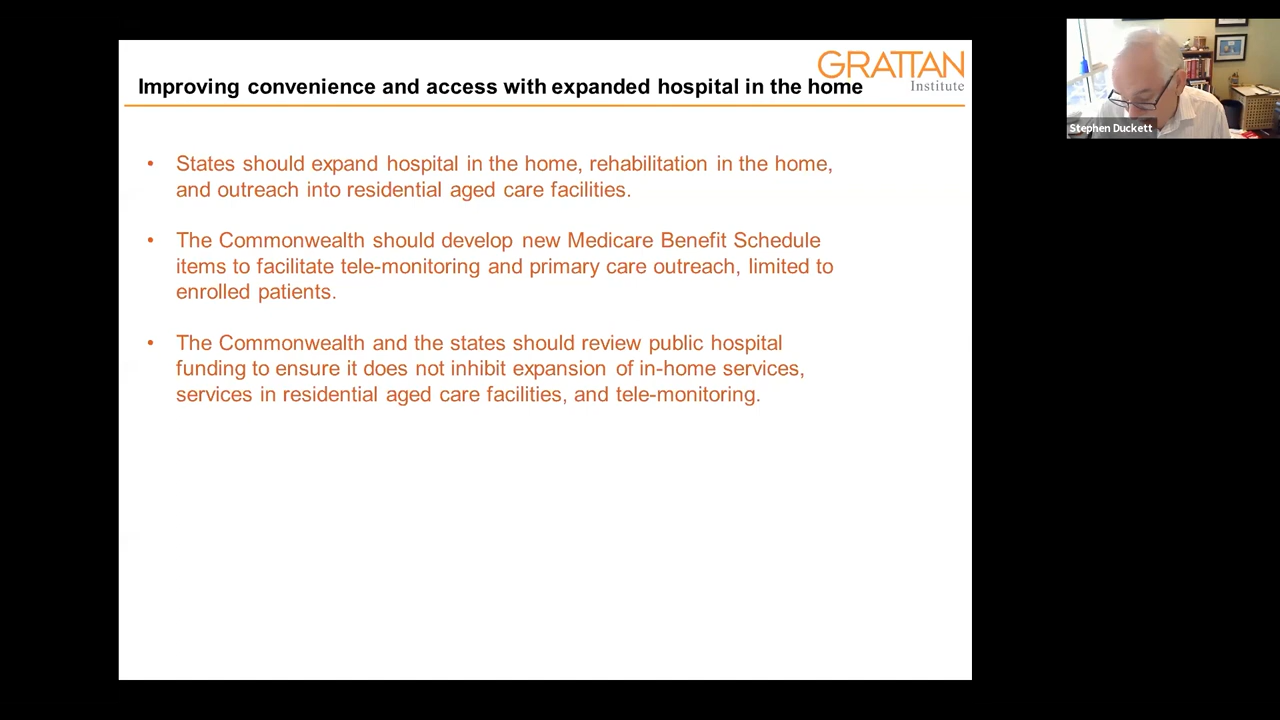 GRATTAN
Institute
Improving convenience and access with expanded hospital in the home
• States should expand hospital in the home, rehabilitation in the home,
and outreach into residential aged care facilities.
• The Commonwealth should develop new Medicare Benefit Schedule
items to facilitate tele-monitoring and primary care outreach, limited to
enrolled patients.
• The Commonwealth and the states should review public hospital
funding to ensure it does not inhibit expansion of in-home services,
services in residential aged care facilities, and tele-monitoring.
Stephen Duckett